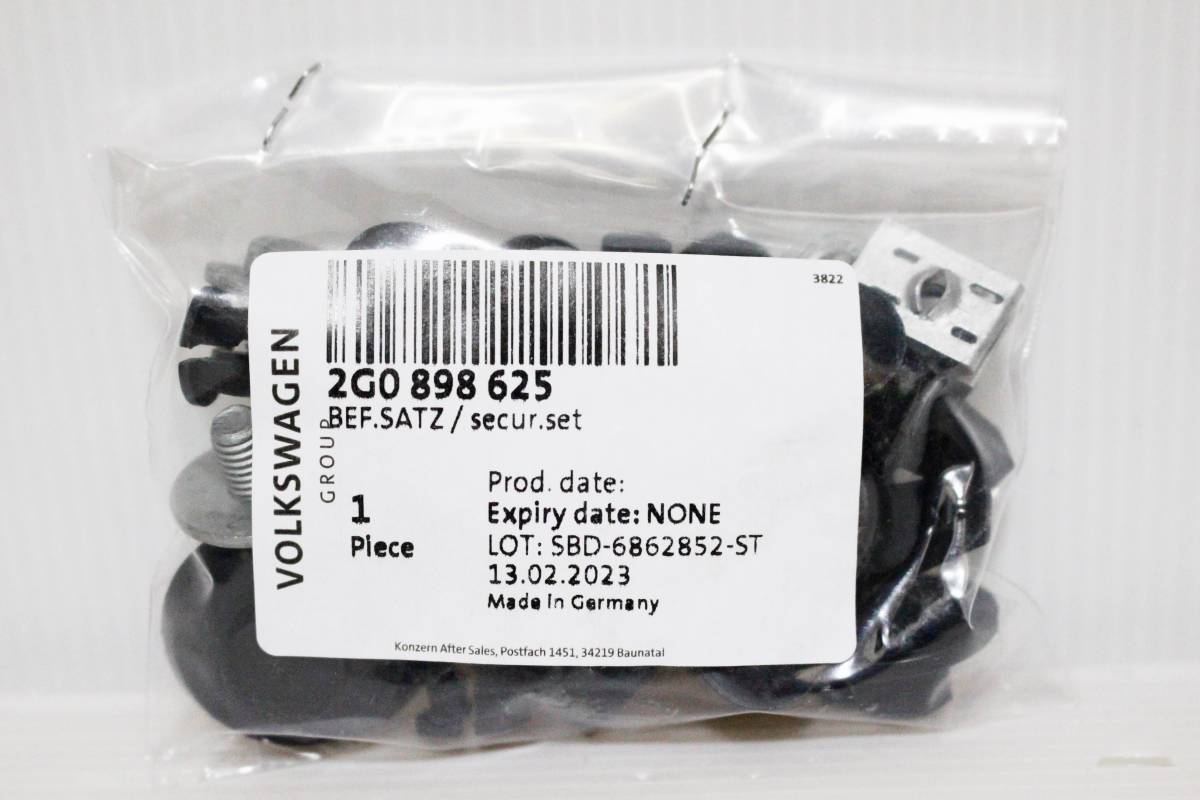 3822
VOLKSWAGEN
GROUP
2G0 898 625
BEF.SATZ / secur.set
1
Piece
Prod. date:
Expiry date: NONE
LOT: SBD-6862852-ST
13.02.2023
Made in Germany
Konzern After Sales, Postfach 1451, 34219 Baunatal